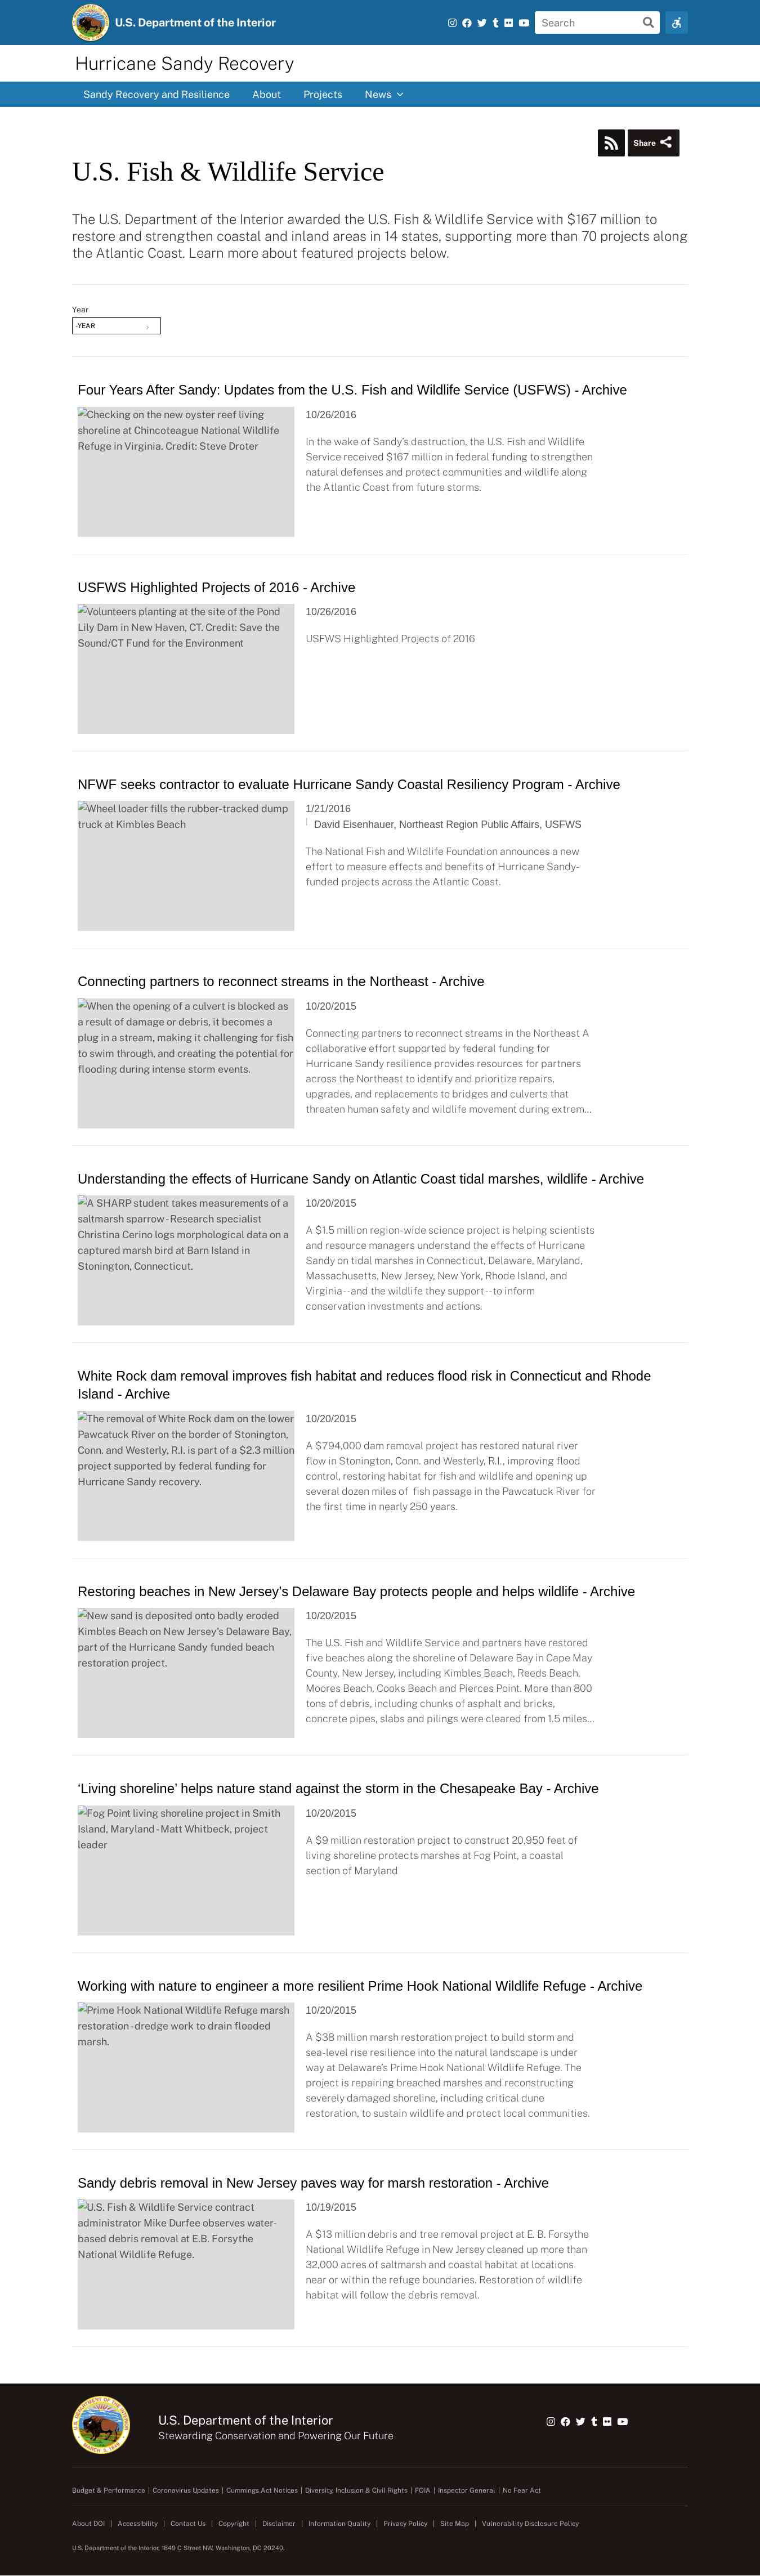 U.S. Department of the Interior
Search
Hurricane Sandy Recovery
Sandy Recovery and Resilience About Projects News
Share
U.S. Fish & Wildlife Service
The U.S. Department of the Interior awarded the U.S. Fish & Wildlife Service with $167 million to
restore and strengthen coastal and inland areas in 14 states, supporting more than 70 projects along
the Atlantic Coast. Learn more about featured projects below.
Year
-YEAR
Four Years After Sandy: Updates from the U.S. Fish and Wildlife Service (USFWS) - Archive
Checking on the new oyster reef living
shoreline at Chincoteague National Wildlife
Refuge in Virginia. Credit: Steve Droter
10/26/2016
In the wake of Sandy's destruction, the U.S. Fish and Wildlife
Service received $167 million in federal funding to strengthen
natural defenses and protect communities and wildlife along
the Atlantic Coast from future storms.
USFWS Highlighted Projects of 2016 - Archive
Volunteers planting at the site of the Pond
Lily Dam in New Haven, CT. Credit: Save the
Sound/CT Fund for the Environment
10/26/2016
USFWS Highlighted Projects of 2016
NFWF seeks contractor to evaluate Hurricane Sandy Coastal Resiliency Program - Archive
Wheel loader fills the rubber-tracked dump
truck at Kimbles Beach
1/21/2016
David Eisenhauer, Northeast Region Public Affairs, USFWS
The National Fish and Wildlife Foundation announces a new
effort to measure effects and benefits of Hurricane Sandy-
funded projects across the Atlantic Coast.
Connecting partners to reconnect streams in the Northeast - Archive
When the opening of a culvert is blocked as
a result of damage or debris, it becomes a
plug in a stream, making it challenging for fish
to swim through, and creating the potential for
flooding during intense storm events.
10/20/2015
Connecting partners to reconnect streams in the Northeast A
collaborative effort supported by federal funding for
Hurricane Sandy resilience provides resources for partners
across the Northeast to identify and prioritize repairs,
upgrades, and replacements to bridges and culverts that
threaten human safety and wildlife movement during extrem...
Understanding the effects of Hurricane Sandy on Atlantic Coast tidal marshes, wildlife - Archive
A SHARP student takes measurements of a
saltmarsh sparrow - Research specialist
Christina Cerino logs morphological data on a
captured marsh bird at Barn Island in
Stonington, Connecticut.
10/20/2015
A $1.5 million region-wide science project is helping scientists
and resource managers understand the effects of Hurricane
Sandy on tidal marshes in Connecticut, Delaware, Maryland,
Massachusetts, New Jersey, New York, Rhode Island, and
Virginia--and the wildlife they support--to inform
conservation investments and actions.
White Rock dam removal improves fish habitat and reduces flood risk in Connecticut and Rhode
Island - Archive
The removal of White Rock dam on the lower
Pawcatuck River on the border of Stonington,
Conn. and Westerly, R.I. is part of a $2.3 million
project supported by federal funding for
Hurricane Sandy recovery.
10/20/2015
A $794,000 dam removal project has restored natural river
flow in Stonington, Conn. and Westerly, R.I., improving flood
control, restoring habitat for fish and wildlife and opening up
several dozen miles of fish passage in the Pawcatuck River for
the first time in nearly 250 years.
Restoring beaches in New Jersey's Delaware Bay protects people and helps wildlife - Archive
New sand is deposited onto badly eroded
Kimbles Beach on New Jersey's Delaware Bay,
part of the Hurricane Sandy funded beach
restoration project.
10/20/2015
The U.S. Fish and Wildlife Service and partners have restored
five beaches along the shoreline of Delaware Bay in Cape May
County, New Jersey, including Kimbles Beach, Reeds Beach,
Moores Beach, Cooks Beach and Pierces Point. More than 800
tons of debris, including chunks of asphalt and bricks,
concrete pipes, slabs and pilings were cleared from 1.5 miles...
‘Living shoreline’ helps nature stand against the storm in the Chesapeake Bay - Archive
Fog Point living shoreline project in Smith
Island, Maryland - Matt Whitbeck, project
leader
10/20/2015
A $9 million restoration project to construct 20,950 feet of
living shoreline protects marshes at Fog Point, a coastal
section of Maryland
Working with nature to engineer a more resilient Prime Hook National Wildlife Refuge - Archive
Prime Hook National Wildlife Refuge marsh
restoration - dredge work to drain flooded
marsh.
10/20/2015
A $38 million marsh restoration project to build storm and
sea-level rise resilience into the natural landscape is under
way at Delaware's Prime Hook National Wildlife Refuge. The
project is repairing breached marshes and reconstructing
severely damaged shoreline, including critical dune
restoration, to sustain wildlife and protect local communities.
Sandy debris removal in New Jersey paves way for marsh restoration - Archive
U.S. Fish & Wildlife Service contract
administrator Mike Durfee observes water-
based debris removal at E.B. Forsythe
National Wildlife Refuge.
10/19/2015
A $13 million debris and tree removal project at E. B. Forsythe
National Wildlife Refuge in New Jersey cleaned up more than
32,000 acres of saltmarsh and coastal habitat at locations
near or within the refuge boundaries. Restoration of wildlife
habitat will follow the debris removal.
U.S. Department of the Interior
Stewarding Conservation and Powering Our Future
Budget & Performance | Coronavirus Updates | Cummings Act Notices | Diversity, Inclusion & Civil Rights | FOIA | Inspector General | No Fear Act
About DOI | Accessibility | Contact Us | Copyright | Disclaimer | Information Quality | Privacy Policy | Site Map | Vulnerability Disclosure Policy
U.S. Department of the Interior, 1849 C Street NW, Washington, DC 20240.